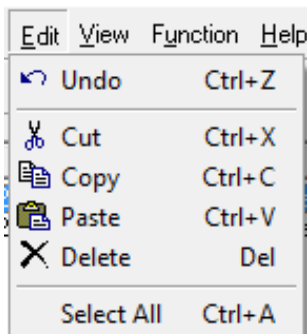 Edit View Function Help
Undo Ctrl+Z
Cut Ctrl+X
Copy Ctrl+C
Paste Ctrl+V
Delete Del
Select All Ctrl+A